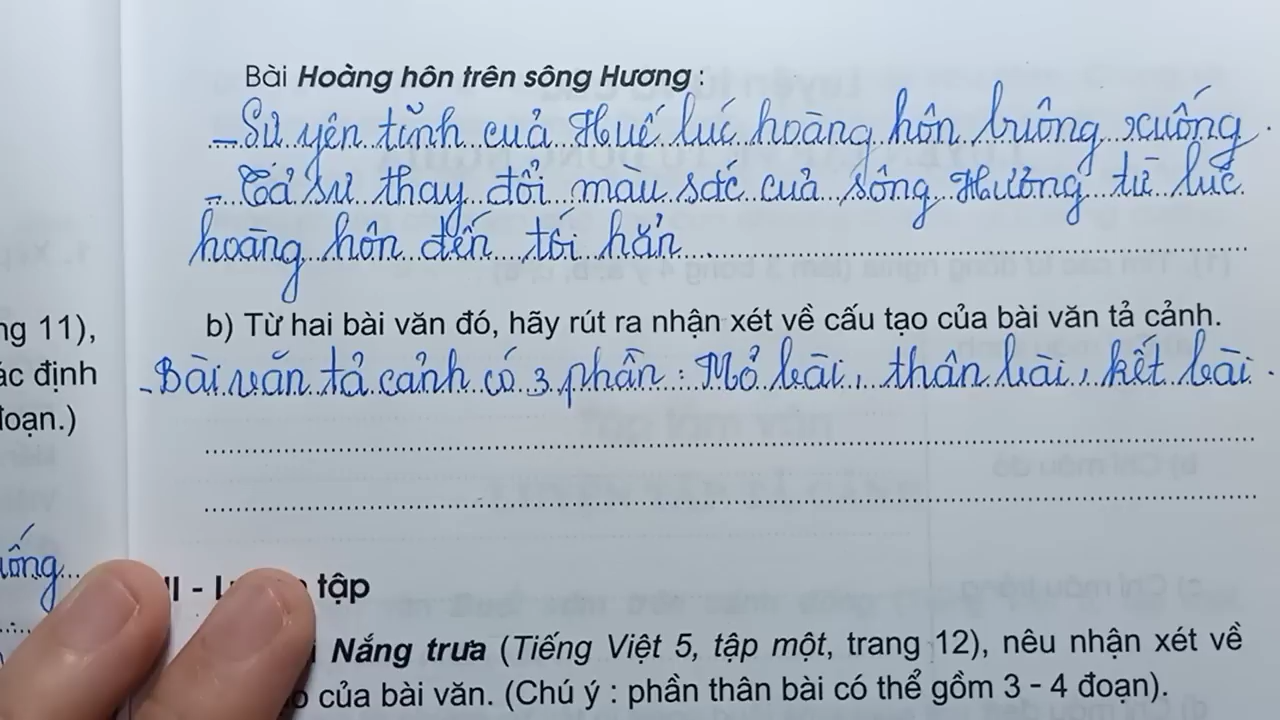 Bài Hoàng hôn trên sông Hương :
- Sự yên tĩnh của Huế lúc hoàng hôn buông xuống.
- Tả sự thay đổi màu sắc của sông Hương từ lúc
hoàng hôn đến tối hẳn
ng 11),
ác định
oạn.)
b) Từ hai bài văn đó, hãy rút ra nhận xét về cấu tạo của bài văn tả cảnh.
- Bài văn tả cảnh có 3 phần : Mở bài, thân bài, kết bài.
uống
II - L tập
Nắng trưa (Tiếng Việt 5, tập một, trang 12), nêu nhận xét về
o của bài văn. (Chú ý : phần thân bài có thể gồm 3 - 4 đoạn).